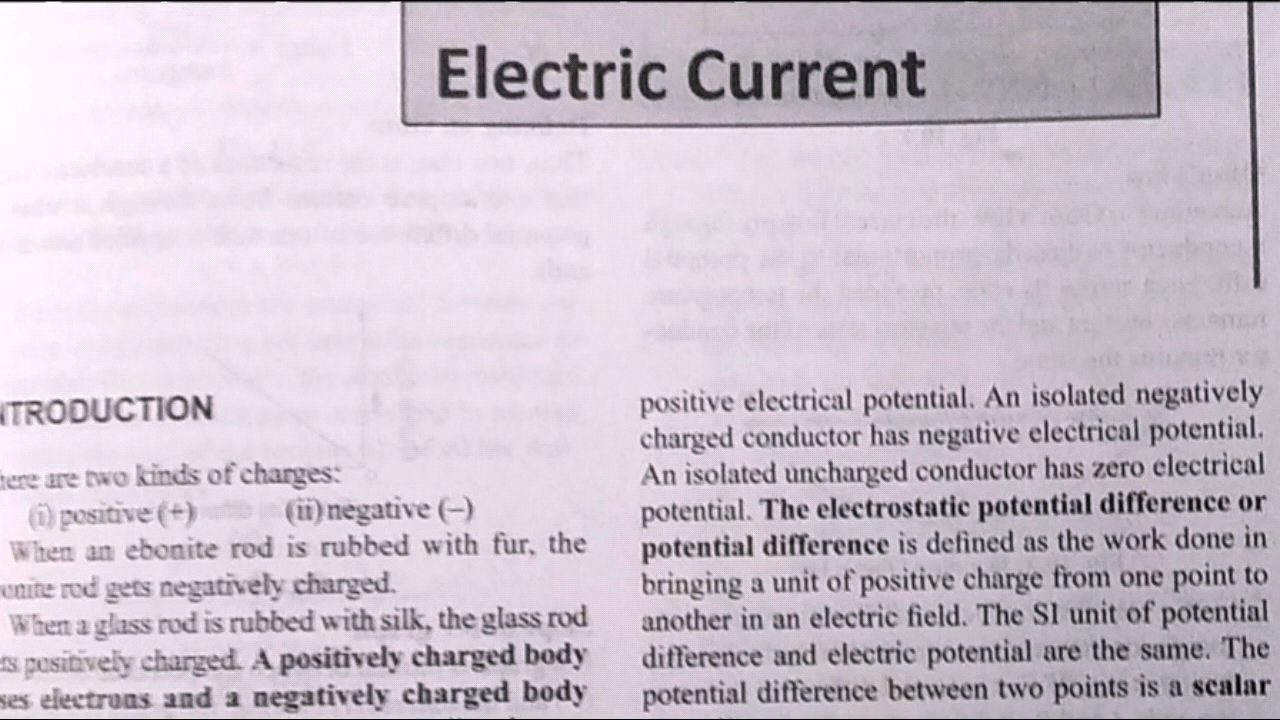 Electric Current
NTRODUCTION
here are two kinds of charges:
(i) positive (+) (ii) negative (–)
When an ebonite rod is rubbed with fur, the
onite rod gets negatively charged.
When a glass rod is rubbed with silk, the glass rod
ts positively charged. A positively charged body
ses electrons and a negatively charged body
positive electrical potential. An isolated negatively
charged conductor has negative electrical potential.
An isolated uncharged conductor has zero electrical
potential. The electrostatic potential difference or
potential difference is defined as the work done in
bringing a unit of positive charge from one point to
another in an electric field. The SI unit of potential
difference and electric potential are the same. The
potential difference between two points is a scalar